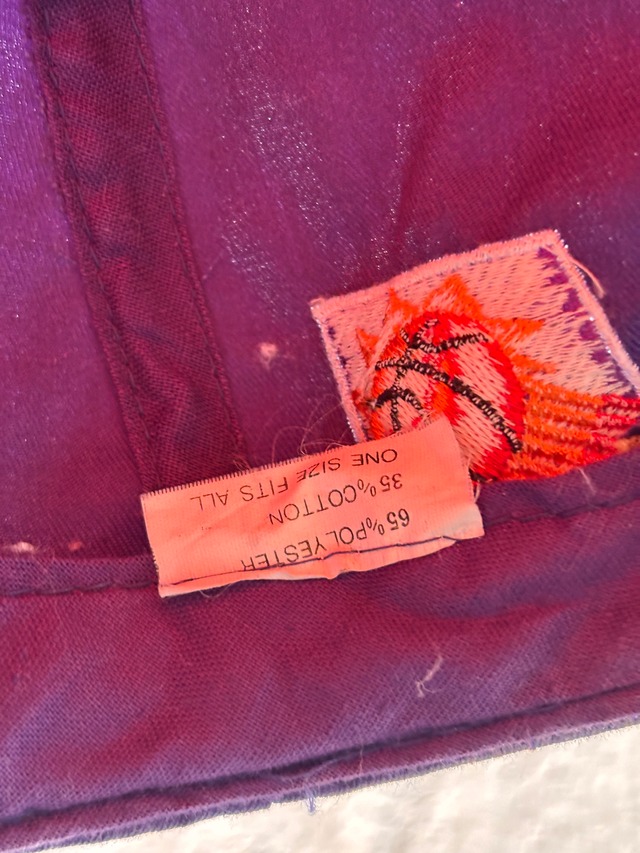 65%POLYESTER
35%COTTON
ONE SIZE FITS ALL